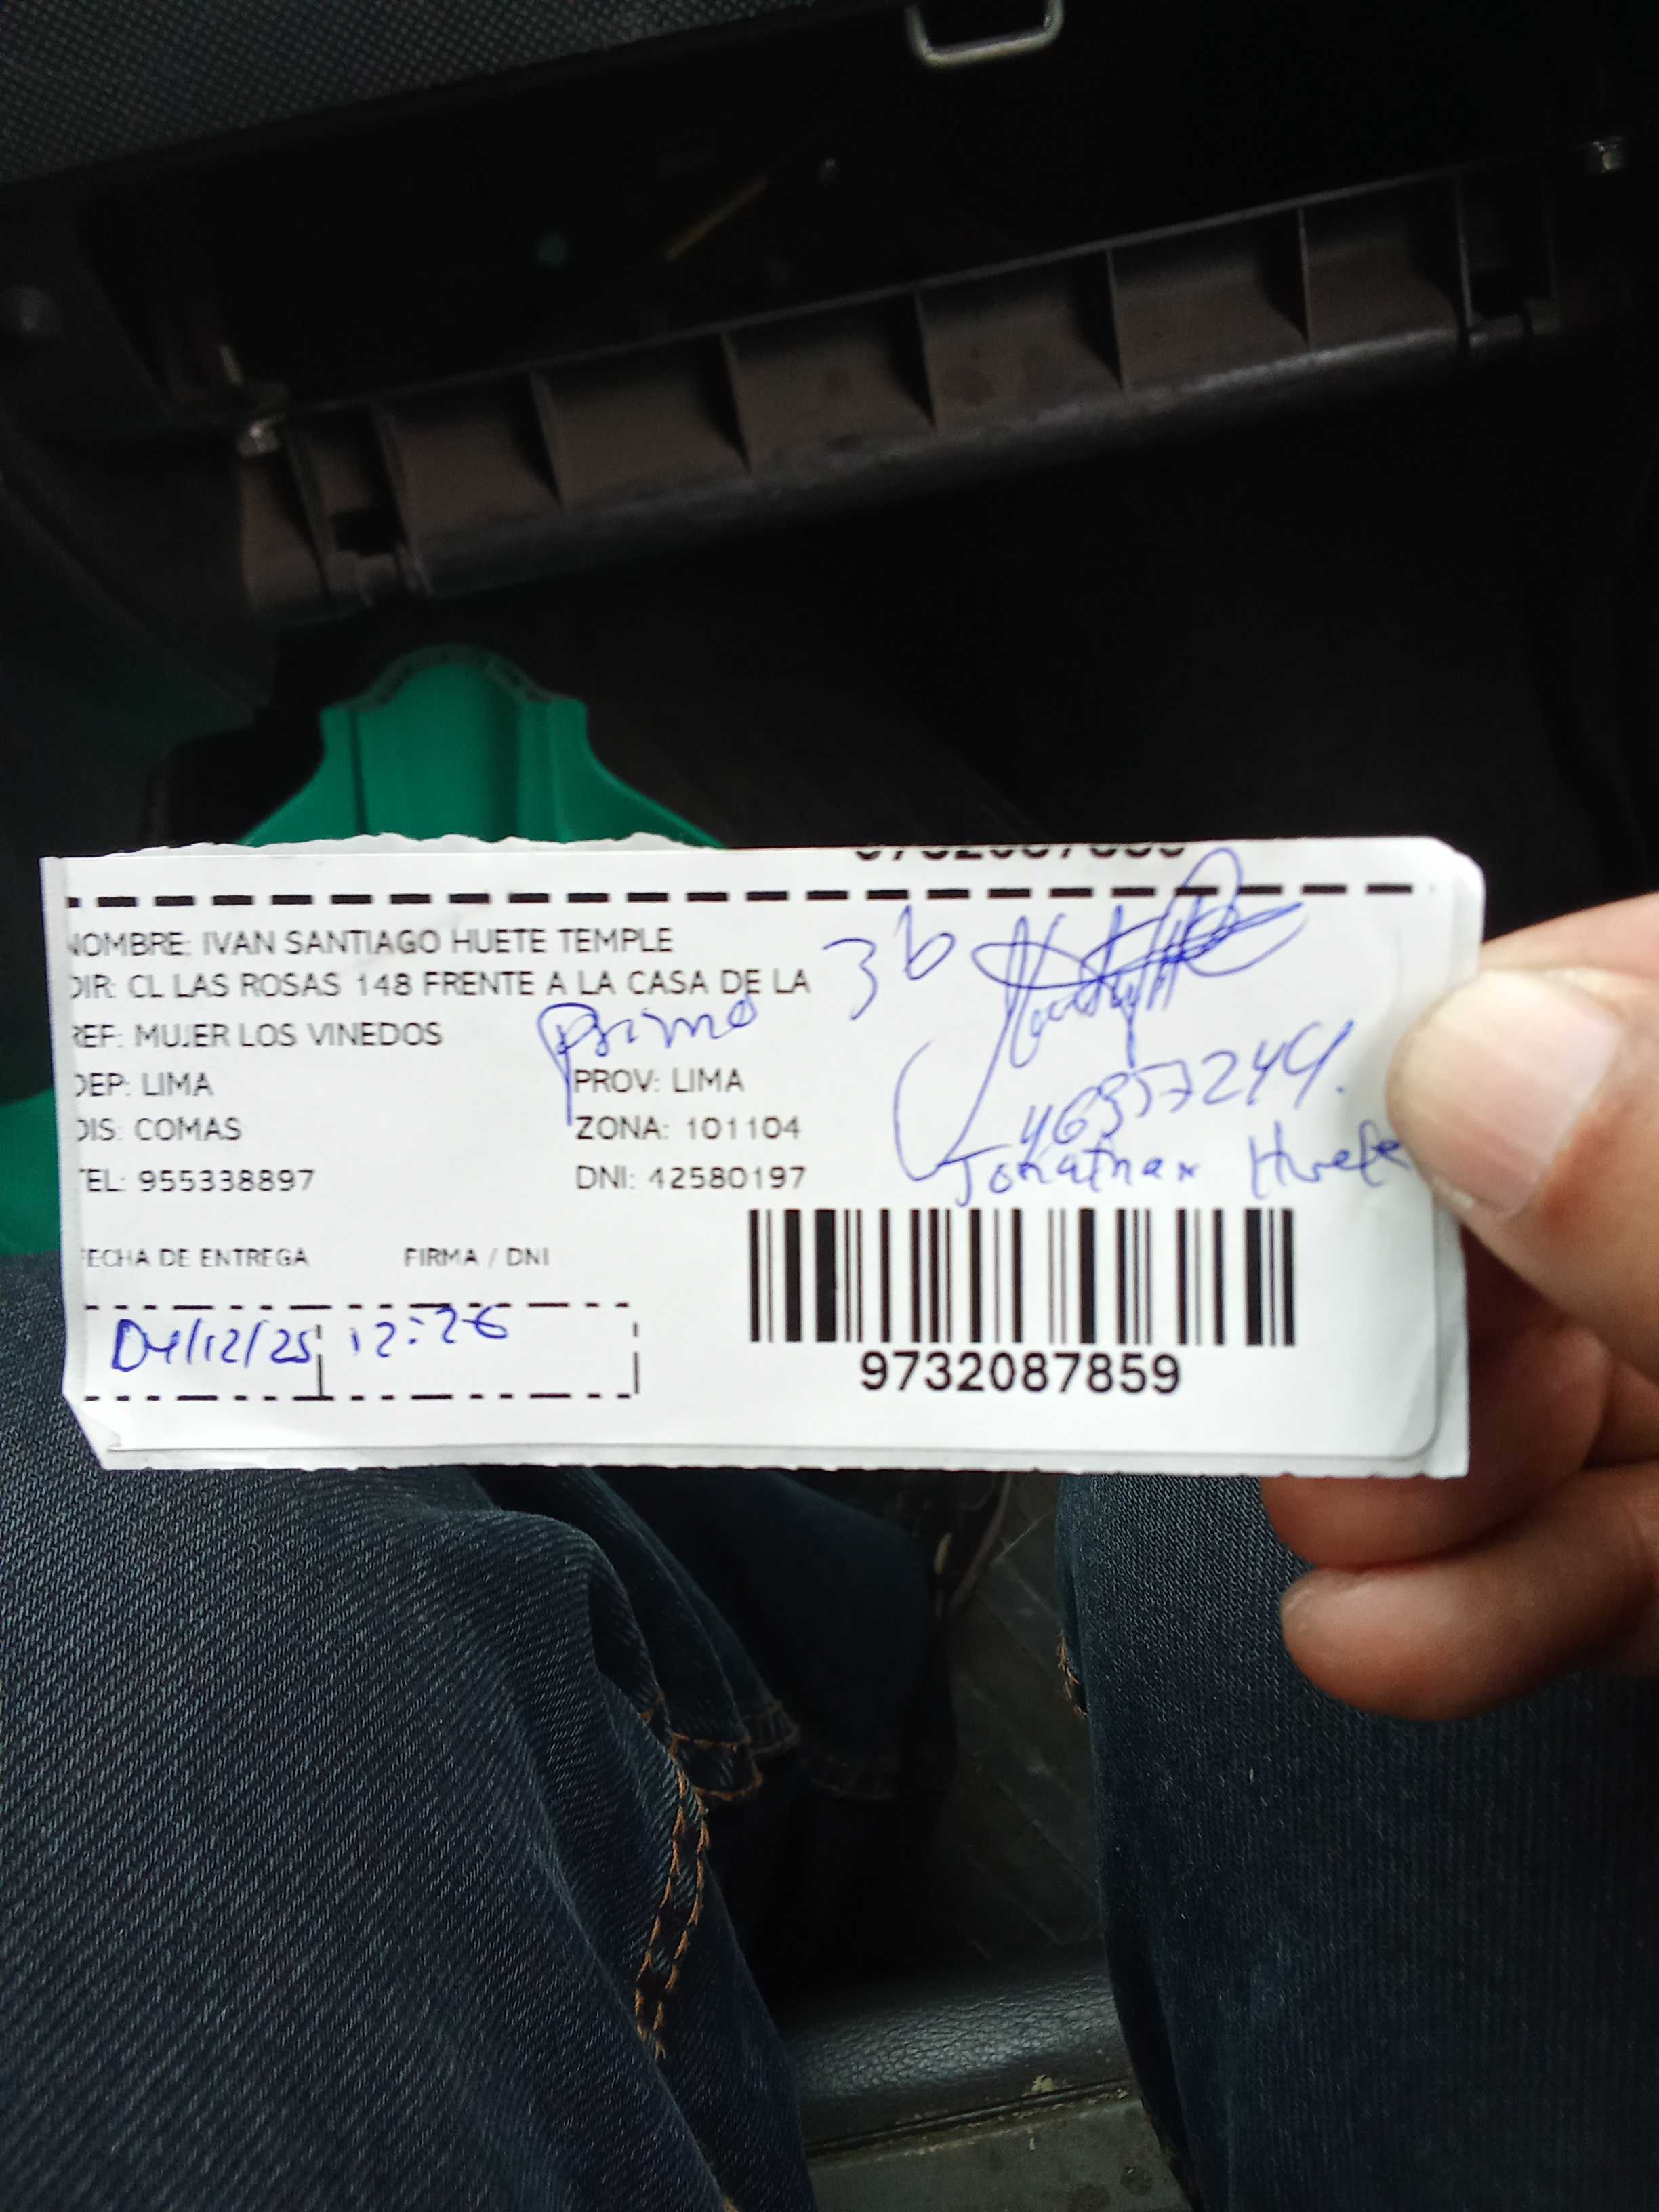 9732087859
NOMBRE: IVAN SANTIAGO HUETE TEMPLE
DIR: CL LAS ROSAS 148 FRENTE A LA CASA DE LA
3b
REF: MUJER LOS VINEDOS
Primo
DEP: LIMA PROV: LIMA
46357244.
DIS: COMAS ZONA: 101104
Jonathan Huete
TEL: 955338897 DNI: 42580197
FECHA DE ENTREGA FIRMA / DNI
04/12/25 12:26
9732087859